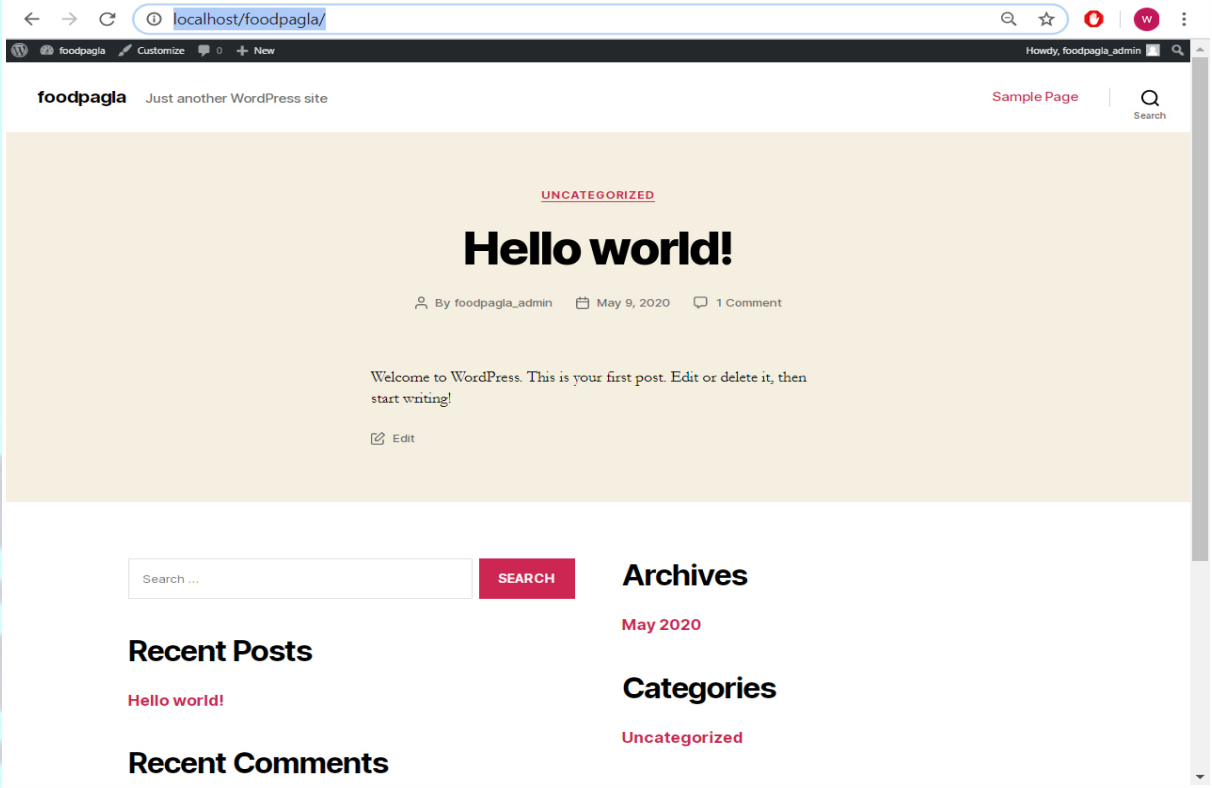 localhost/foodpagla/
W
foodpagla Customize 0 New
Howdy, foodpagla_admin
foodpagla Just another WordPress site
Sample Page
Search
UNCATEGORIZED
Hello world!
By foodpagla_admin May 9, 2020 1 Comment
Welcome to WordPress. This is your first post. Edit or delete it, then
start writing!
Edit
Search ...
SEARCH
Recent Posts
Hello world!
Recent Comments
Archives
May 2020
Categories
Uncategorized